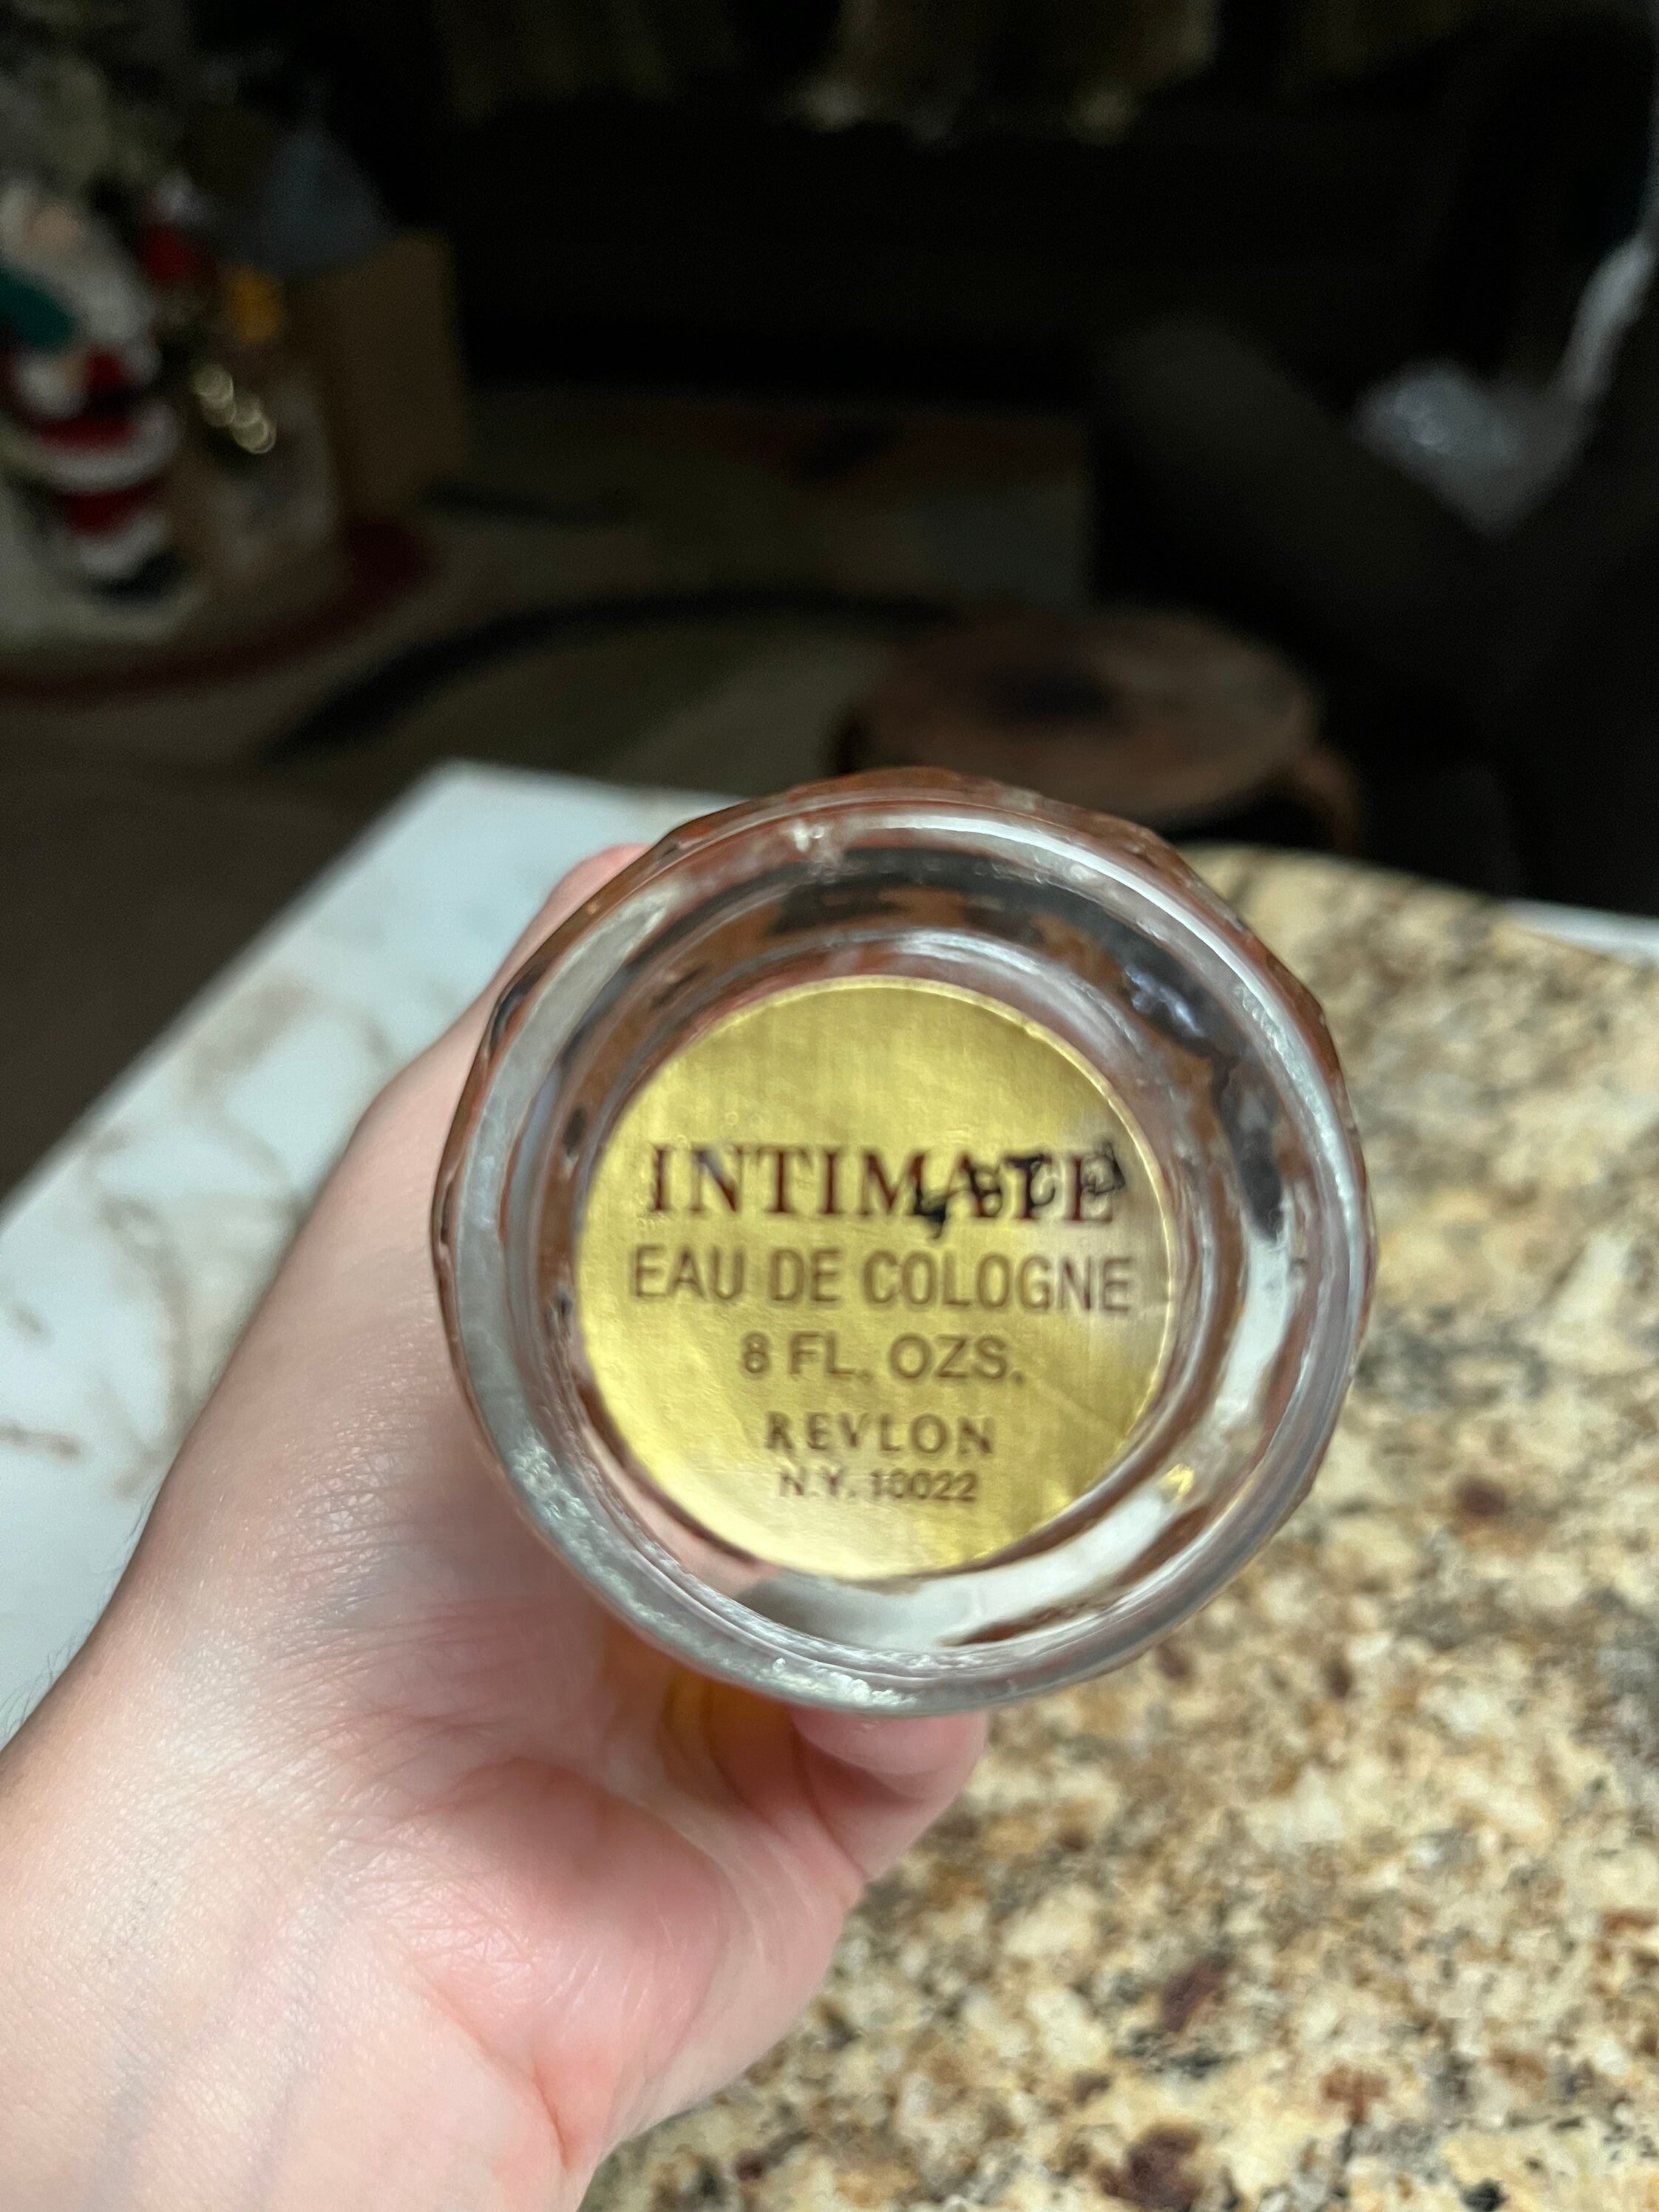 INTIMATE
EAU DE COLOGNE
8 FL. OZS.
REVLON
N.Y. 10022